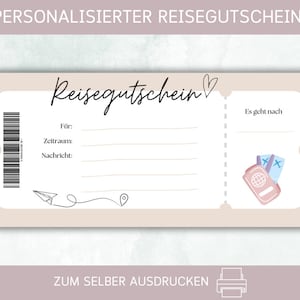 PERSONALISIERTER REISEGUTSCHEIN
Reisegutschein
Für:
Es geht nach
Zeitraum:
Nachricht:
ZUM SELBER AUSDRUCKEN